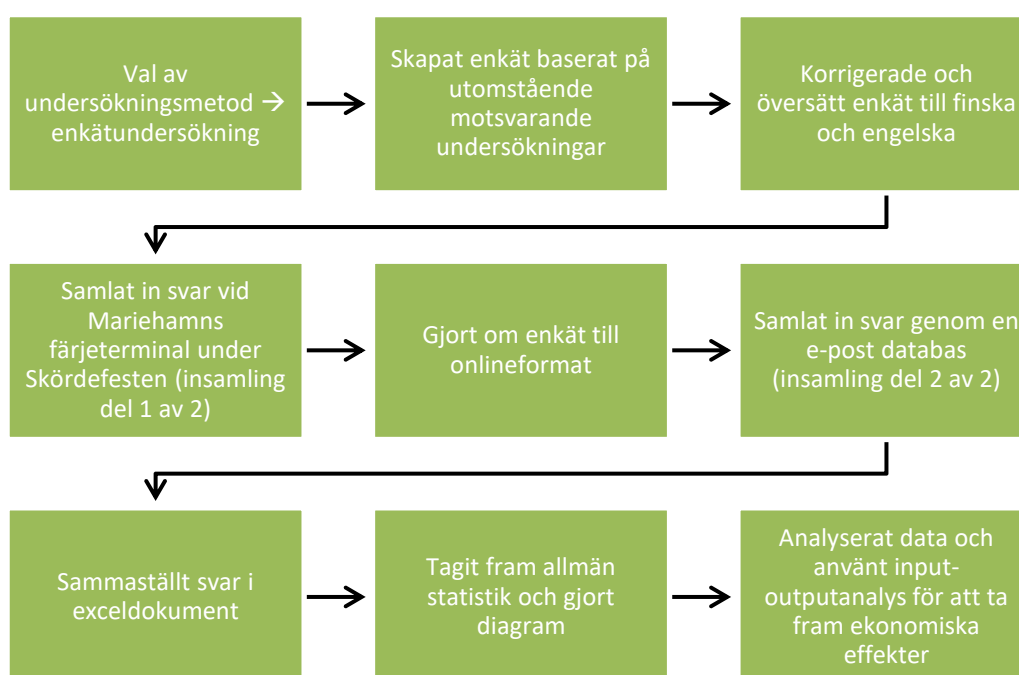 Val av
undersökningsmetod →
enkätundersökning
Skapat enkät baserat på
utomstående
motsvarande
undersökningar
Korrigerade och
översätt enkät till finska
och engelska
Samlat in svar vid
Mariehamns
färjeterminal under
Skördefesten (insamling
del 1 av 2)
Gjort om enkät till
onlineformat
Samlat in svar genom en
e-post databas
(insamling del 2 av 2)
Sammaställt svar i
exceldokument
Tagit fram allmän
statistik och gjort
diagram
Analyserat data och
använt input-
outputanalys för att ta
fram ekonomiska
effekter